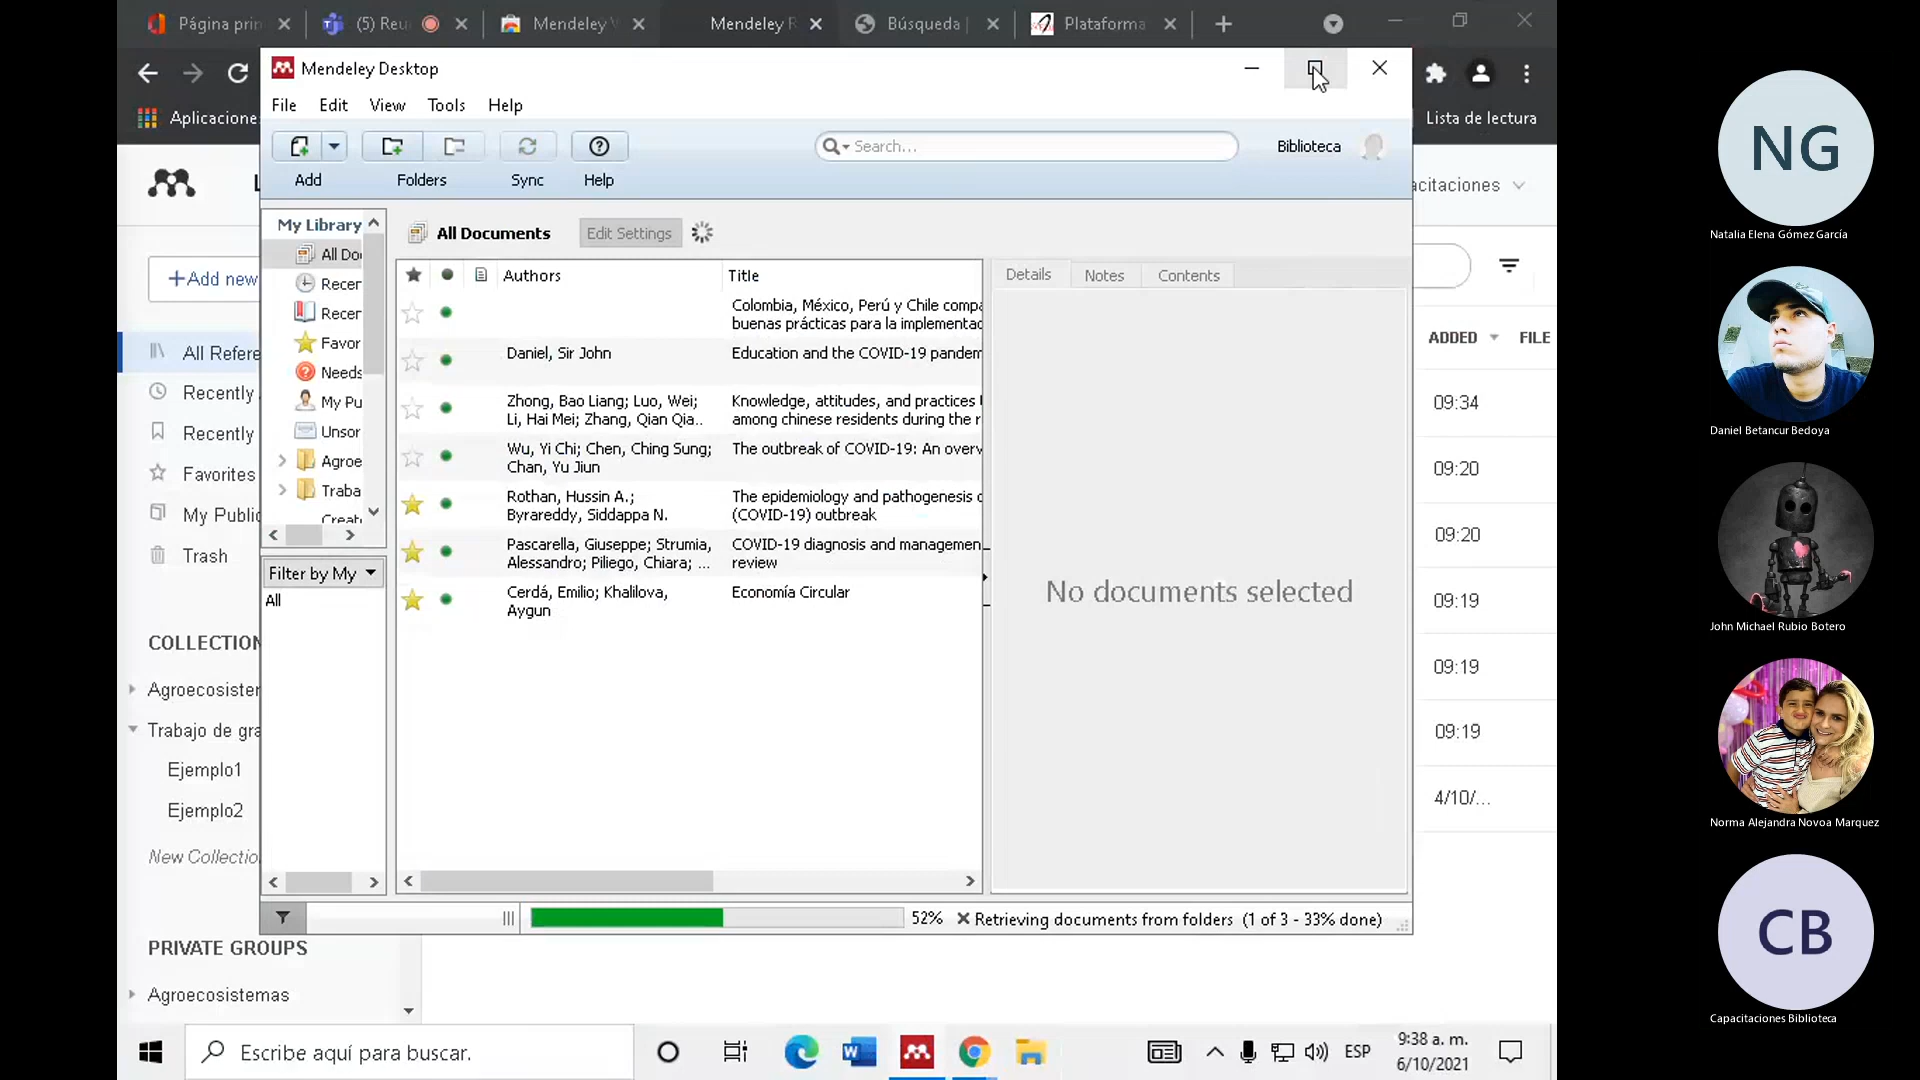 Página prin
(5) Reu
Mendeley
Mendeley R
Búsqueda |
Plataforma
Mendeley Desktop
File Edit View Tools Help
Aplicacione
Lista de lectura
Search...
Biblioteca
Add Folders Sync Help
acitaciones
My Library
All Documents
Edit Settings
All Do
Recer
Recer
Favor
Needs
My Pu
Unsor
Agroe
Traba
Authors
Title
Details Notes Contents
Colombia, México, Perú y Chile compa
buenas prácticas para la implementac
Daniel, Sir John
Education and the COVID-19 pandem
Zhong, Bao Liang; Luo, Wei;
Li, Hai Mei; Zhang, Qian Qia..
Knowledge, attitudes, and practices
among chinese residents during the r
Wu, Yi Chi; Chen, Ching Sung;
Chan, Yu Jiun
The outbreak of COVID-19: An overv
Rothan, Hussin A.;
Byrareddy, Siddappa N.
The epidemiology and pathogenesis o
(COVID-19) outbreak
Pascarella, Giuseppe; Strumia,
Alessandro; Piliego, Chiara; ...
COVID-19 diagnosis and managemen
review
Cerdá, Emilio; Khalilova,
Aygun
Economía Circular
No documents selected
Filter by My
All
52%
Retrieving documents from folders (1 of 3 - 33% done)
+Add new
All Refere
Recently
Recently
Favorites
My Public
Trash
COLLECTION
Agroecosister
Trabajo de gra
Ejemplo1
Ejemplo2
New Collectio
PRIVATE GROUPS
Agroecosistemas
ADDED
FILE
09:34
09:20
09:20
09:19
09:19
09:19
4/10/...
Escribe aquí para buscar.
ESP
9:38 a. m.
6/10/2021
NG
Natalia Elena Gómez García
Daniel Betancur Bedoya
John Michael Rubio Botero
Norma Alejandra Novoa Marquez
CB
Capacitaciones Biblioteca